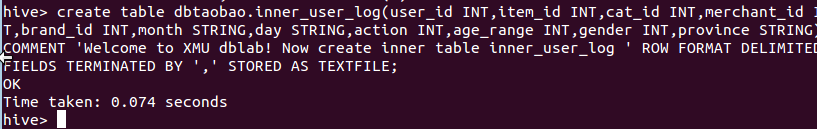 hive> create table dbtaobao.inner_user_log(user_id INT,item_id INT,cat_id INT,merchant_id I
T,brand_id INT,month STRING,day STRING,action INT,age_range INT,gender INT,province STRING)
COMMENT 'Welcome to XMU dblab! Now create inner table inner_user_log ' ROW FORMAT DELIMITED
FIELDS TERMINATED BY ',' STORED AS TEXTFILE;
OK
Time taken: 0.074 seconds
hive>